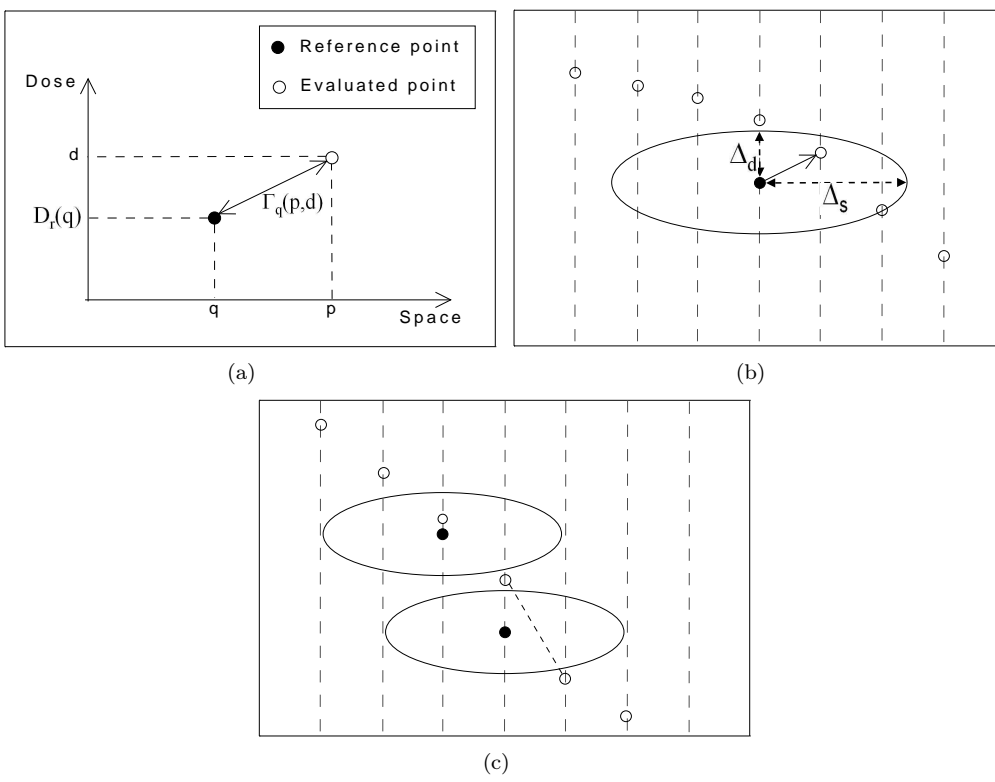 Reference point
Evaluated point
Dose
d
D_r(q)
Γ_q(p,d)
q
p
Space
(a)
Δ_d
Δ_s
(b)
(c)